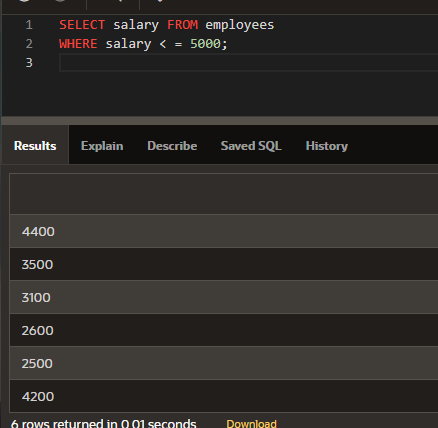 1 SELECT salary FROM employees
2 WHERE salary < = 5000;
3
Results Explain Describe Saved SQL History
4400
3500
3100
2600
2500
4200
6 rows returned in 0.01 seconds Download